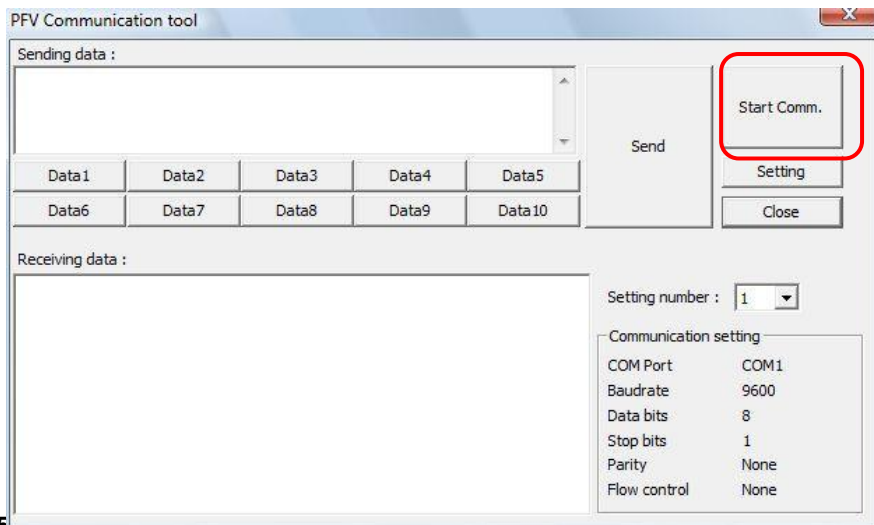 PFV Communication tool
Sending data :
Send
Start Comm.
Data1 Data2 Data3 Data4 Data5
Setting
Data6 Data7 Data8 Data9 Data10
Close
Receiving data :
Setting number : 1
Communication setting
COM Port COM1
Baudrate 9600
Data bits 8
Stop bits 1
Parity None
Flow control None